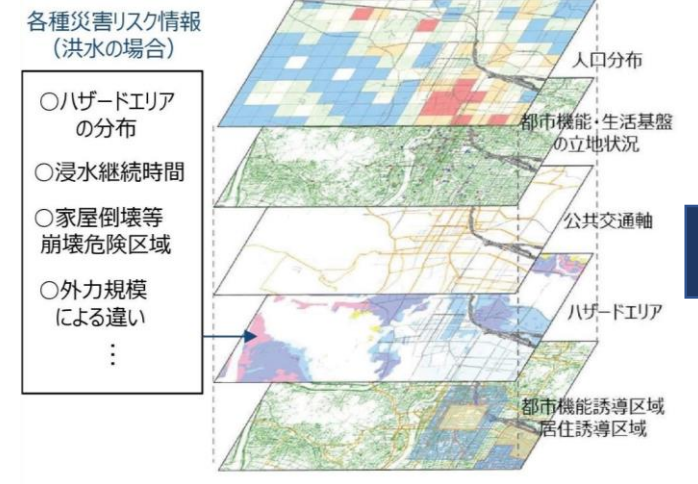 各種災害リスク情報
（洪水の場合）
○ハザードエリア
の分布
○浸水継続時間
○家屋倒壊等
崩壊危険区域
○外力規模
による違い
⋮
人口分布
都市機能・生活基盤
の立地状況
公共交通軸
ハザードエリア
都市機能誘導区域
居住誘導区域